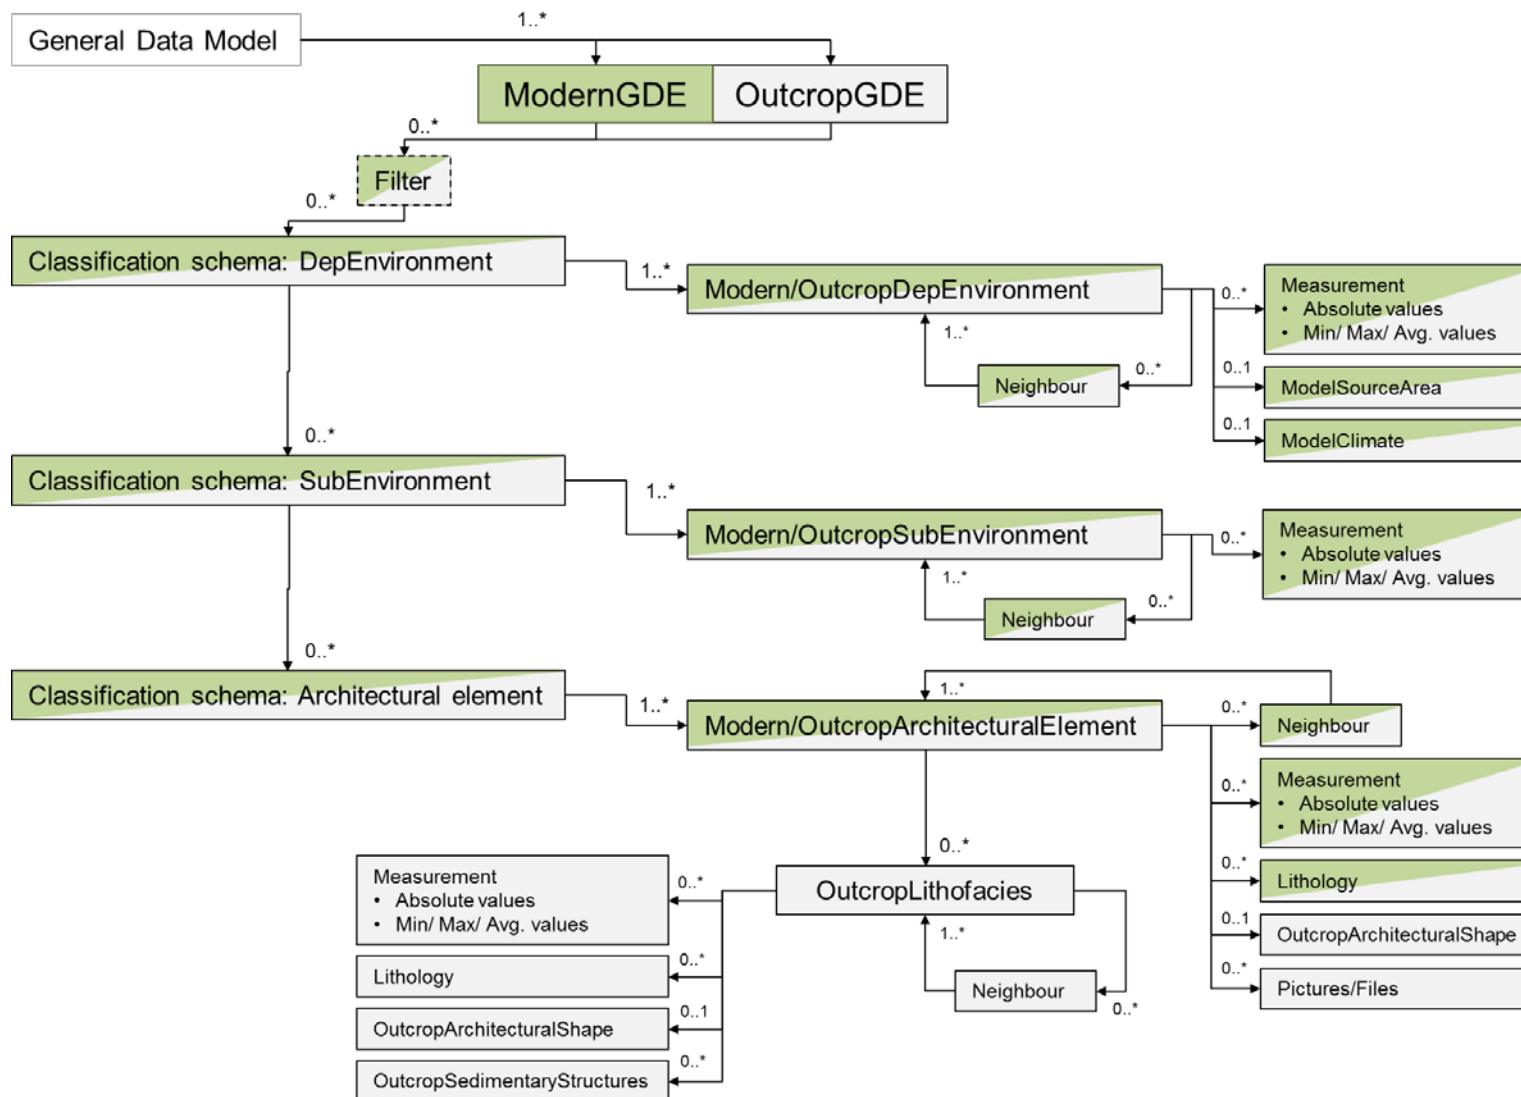 General Data Model
1..*
ModernGDE
OutcropGDE
0..*
Filter
0..*
Classification schema: DepEnvironment
1..*
Modern/OutcropDepEnvironment
0..*
Measurement
• Absolute values
• Min/ Max/ Avg. values
1..*
0..*
Neighbour
0..1
ModelSourceArea
0..1
ModelClimate
0..*
Classification schema: SubEnvironment
1..*
Modern/OutcropSubEnvironment
0..*
Measurement
• Absolute values
• Min/ Max/ Avg. values
1..*
0..*
Neighbour
0..*
Classification schema: Architectural element
1..*
Modern/OutcropArchitecturalElement
1..*
0..*
Neighbour
0..*
Measurement
• Absolute values
• Min/ Max/ Avg. values
0..*
Lithology
0..1
OutcropArchitecturalShape
0..*
Pictures/Files
0..*
OutcropLithofacies
1..*
Neighbour
0..*
Measurement
• Absolute values
• Min/ Max/ Avg. values
0..*
Lithology
0..*
OutcropArchitecturalShape
0..1
OutcropSedimentaryStructures
0..*